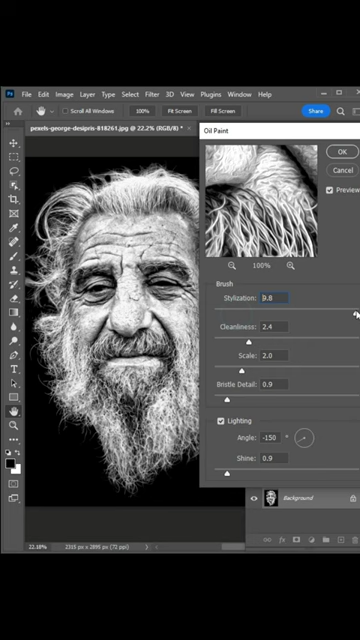 Ps File Edit Image Layer Type Select Filter 3D View Plugins Window Help
Scroll All Windows 100% Fit Screen Fill Screen Share
pexels-george-desipris-818261.jpg @ 22.2% (RGB/8) *
Oil Paint
OK
Cancel
Preview
100%
Brush
Stylization: 9.8
Cleanliness: 2.4
Scale: 2.0
Bristle Detail: 0.9
Lighting
Angle: -150 °
Shine: 0.9
Background
fx
22.18% 2315 px x 2895 px (72 ppi)